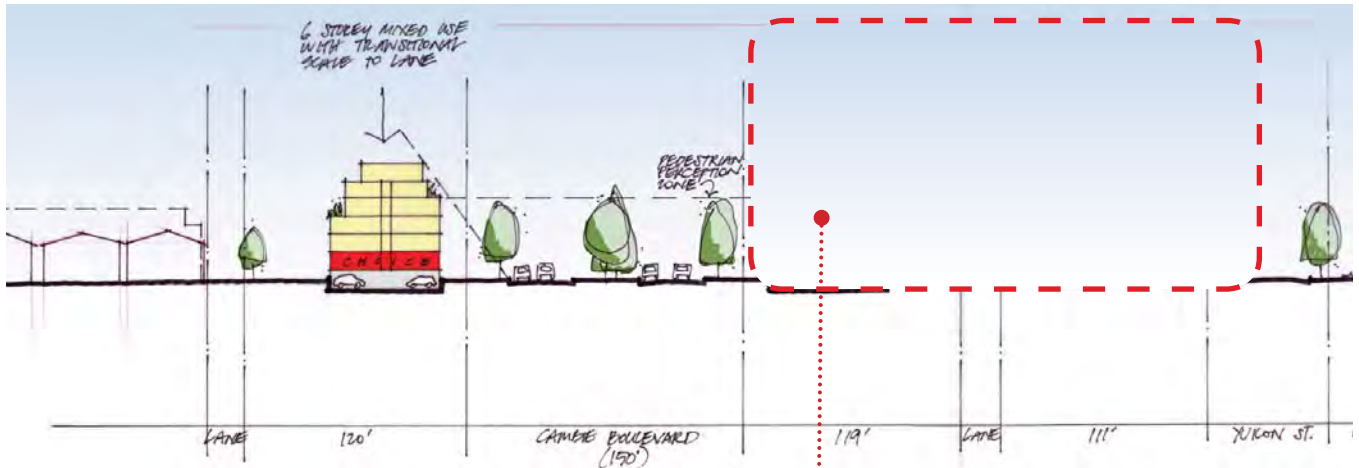 6 STOREY MIXED USE
WITH TRANSITIONAL
SCALE TO LANE
PEDESTRIAN
PERCEPTION
ZONE
CHOICE
LANE
120'
CAMBIE BOULEVARD
(150')
119'
LANE
111'
YUKON ST.